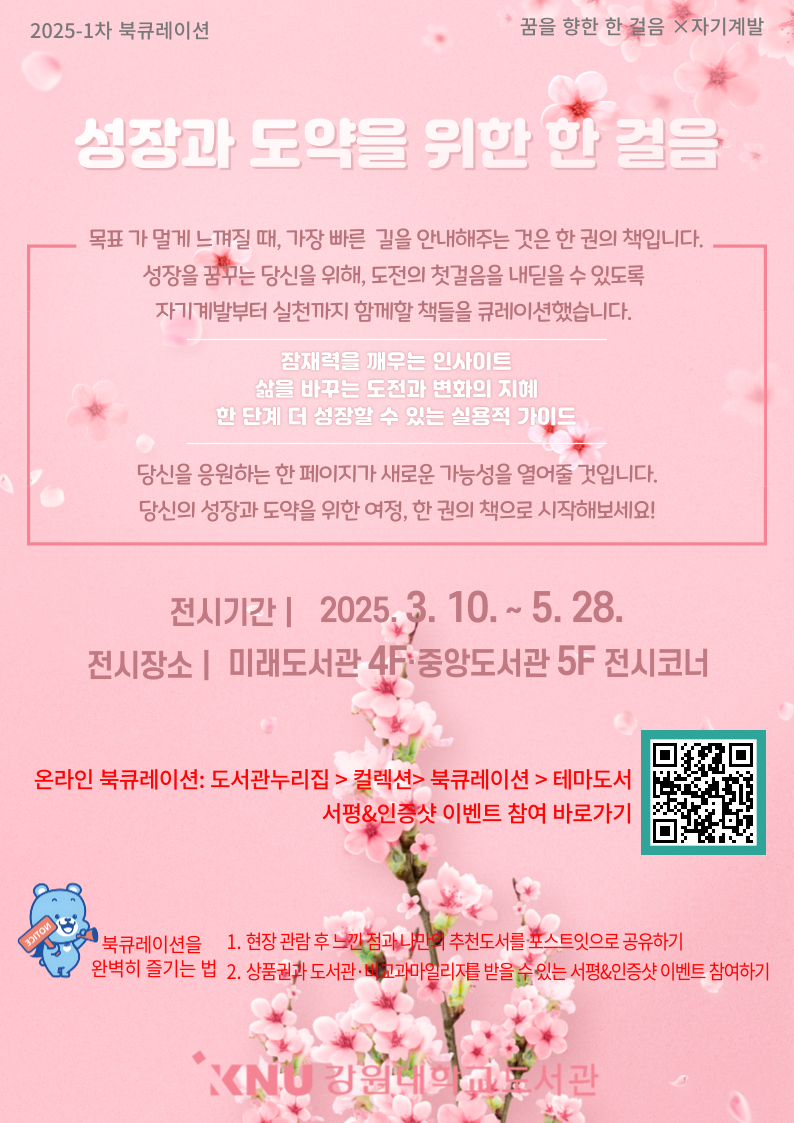 2025-1차 북큐레이션
꿈을 향한 한 걸음 ×자기계발
성장과 도약을 위한 한 걸음
목표 가 멀게 느껴질 때, 가장 빠른 길을 안내해주는 것은 한 권의 책입니다.
성장을 꿈꾸는 당신을 위해, 도전의 첫걸음을 내딛을 수 있도록
자기계발부터 실천까지 함께할 책들을 큐레이션했습니다.
잠재력을 깨우는 인사이트
삶을 바꾸는 도전과 변화의 지혜
한 단계 더 성장할 수 있는 실용적 가이드
당신을 응원하는 한 페이지가 새로운 가능성을 열어줄 것입니다.
당신의 성장과 도약을 위한 여정, 한 권의 책으로 시작해보세요!
전시기간 | 2025. 3. 10. ~ 5. 28.
전시장소 | 미래도서관 4F·중앙도서관 5F 전시코너
온라인 북큐레이션: 도서관누리집 > 컬렉션> 북큐레이션 > 테마도서
서평&인증샷 이벤트 참여 바로가기
NOTICE
북큐레이션을
완벽히 즐기는 법
1. 현장 관람 후 느낀 점과 나만의 추천도서를 포스트잇으로 공유하기
2. 상품권과 도서관·비교과마일리지를 받을 수 있는 서평&인증샷 이벤트 참여하기
KNU 강원대학교도서관